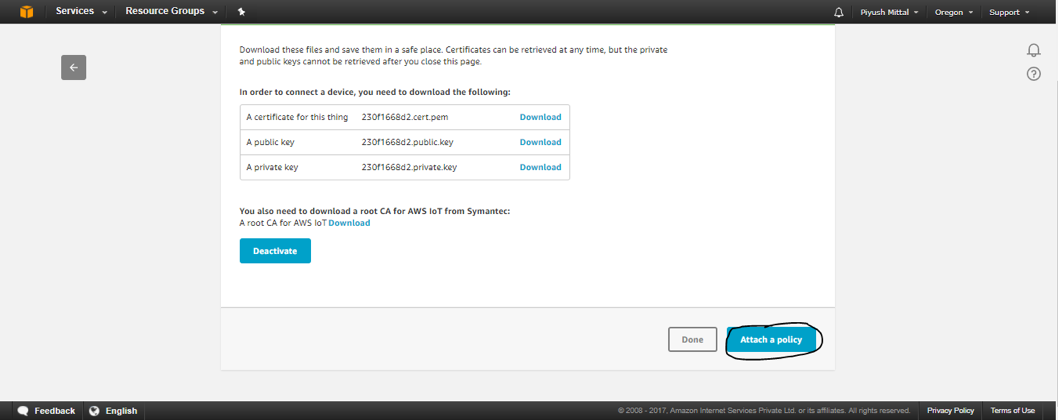 Services Resource Groups Piyush Mittal Oregon Support
Download these files and save them in a safe place. Certificates can be retrieved at any time, but the private
and public keys cannot be retrieved after you close this page.
In order to connect a device, you need to download the following:
A certificate for this thing 230f1668d2.cert.pem Download
A public key 230f1668d2.public.key Download
A private key 230f1668d2.private.key Download
You also need to download a root CA for AWS IoT from Symantec:
A root CA for AWS IoT Download
Deactivate
Done Attach a policy
Feedback English © 2008 - 2017, Amazon Internet Services Private Ltd. or its affiliates. All rights reserved. Privacy Policy Terms of Use